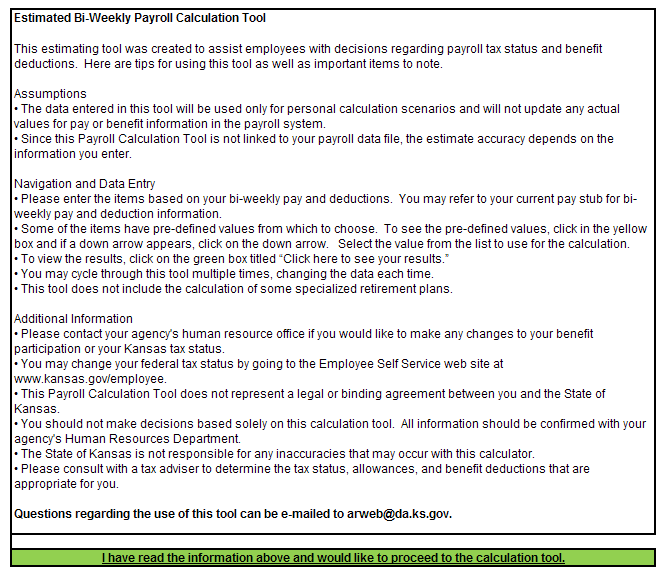 Estimated Bi-Weekly Payroll Calculation Tool
This estimating tool was created to assist employees with decisions regarding payroll tax status and benefit
deductions.  Here are tips for using this tool as well as important items to note.
Assumptions
• The data entered in this tool will be used only for personal calculation scenarios and will not update any actual
values for pay or benefit information in the payroll system.
• Since this Payroll Calculation Tool is not linked to your payroll data file, the estimate accuracy depends on the
information you enter.
Navigation and Data Entry
• Please enter the items based on your bi-weekly pay and deductions.  You may refer to your current pay stub for bi-
weekly pay and deduction information.
• Some of the items have pre-defined values from which to choose.  To see the pre-defined values, click in the yellow
box and if a down arrow appears, click on the down arrow.   Select the value from the list to use for the calculation.
• To view the results, click on the green box titled “Click here to see your results.”
• You may cycle through this tool multiple times, changing the data each time.
• This tool does not include the calculation of some specialized retirement plans.
Additional Information
• Please contact your agency's human resource office if you would like to make any changes to your benefit
participation or your Kansas tax status.
• You may change your federal tax status by going to the Employee Self Service web site at
www.kansas.gov/employee.
• This Payroll Calculation Tool does not represent a legal or binding agreement between you and the State of
Kansas.
• You should not make decisions based solely on this calculation tool.  All information should be confirmed with your
agency's Human Resources Department.
• The State of Kansas is not responsible for any inaccuracies that may occur with this calculator.
• Please consult with a tax adviser to determine the tax status, allowances, and benefit deductions that are
appropriate for you.
Questions regarding the use of this tool can be e-mailed to arweb@da.ks.gov.
I have read the information above and would like to proceed to the calculation tool.